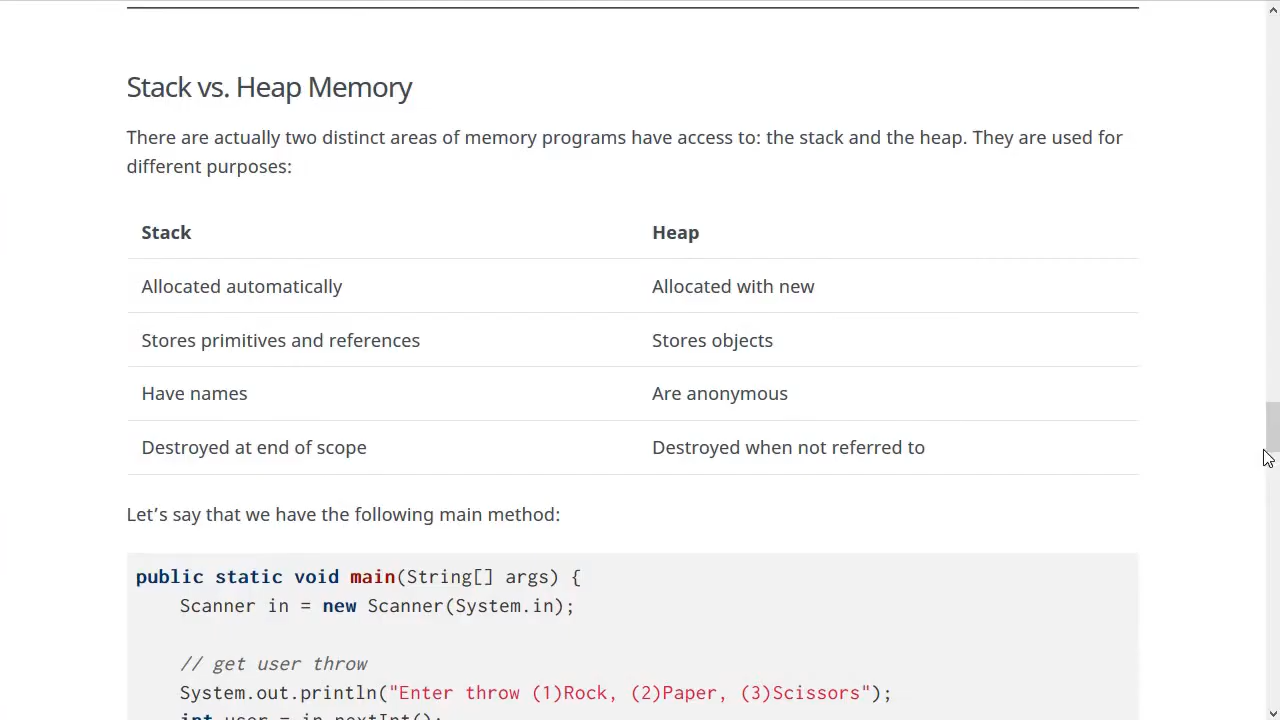 Stack vs. Heap Memory
There are actually two distinct areas of memory programs have access to: the stack and the heap. They are used for
different purposes:
Stack Heap
Allocated automatically Allocated with new
Stores primitives and references Stores objects
Have names Are anonymous
Destroyed at end of scope Destroyed when not referred to
Let’s say that we have the following main method:
public static void main(String[] args) {
Scanner in = new Scanner(System.in);
// get user throw
System.out.println("Enter throw (1)Rock, (2)Paper, (3)Scissors");
int user = in.nextInt();